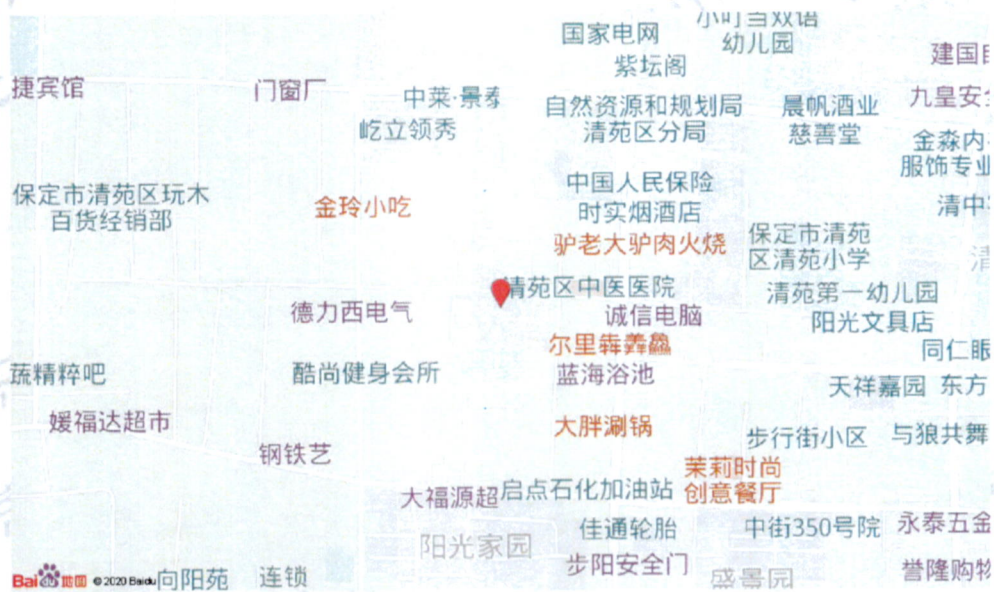 小叮当双语
幼儿园
国家电网
紫坛阁
建国
捷宾馆
门窗厂
中莱·景泰
屹立领秀
自然资源和规划局
清苑区分局
晨帆酒业
慈善堂
九皇安全
金淼内
服饰专业
保定市清苑区玩木
百货经销部
金玲小吃
中国人民保险
时实烟酒店
清中
驴老大驴肉火烧
保定市清苑
区清苑小学
清
清苑区中医医院
清苑第一幼儿园
德力西电气
诚信电脑
阳光文具店
尔里犇羴鱻
同仁眼
蔬精粹吧
酷尚健身会所
蓝海浴池
天祥嘉园
东方
媛福达超市
大胖涮锅
步行街小区
与狼共舞
钢铁艺
茉莉时尚
创意餐厅
大福源超
启点石化加油站
佳通轮胎
中街350号院
永泰五金
阳光家园
步阳安全门
盛景园
誉隆购物
Bai地图 © 2020 Baidu
向阳苑
连锁